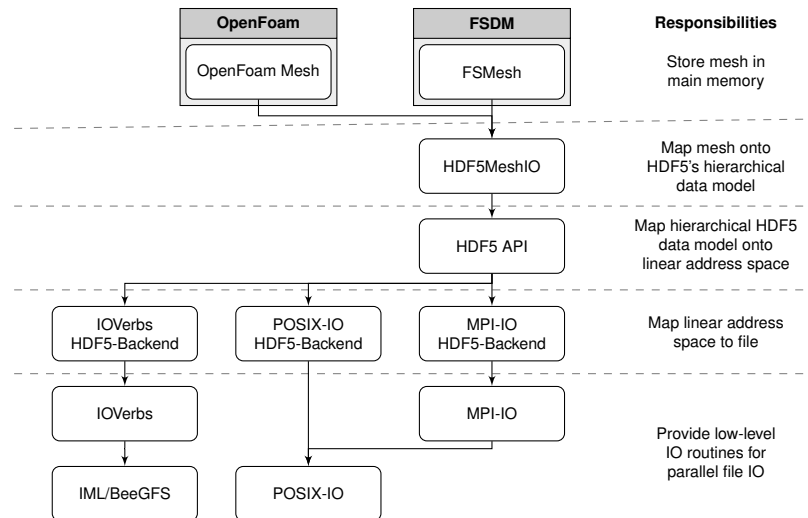 OpenFoam
FSDM
Responsibilities
OpenFoam Mesh
FSMesh
Store mesh in
main memory
HDF5MeshIO
Map mesh onto
HDF5's hierarchical
data model
HDF5 API
Map hierarchical HDF5
data model onto
linear address space
IOVerbs
HDF5-Backend
POSIX-IO
HDF5-Backend
MPI-IO
HDF5-Backend
Map linear address
space to file
IOVerbs
MPI-IO
Provide low-level
IO routines for
parallel file IO
IML/BeeGFS
POSIX-IO